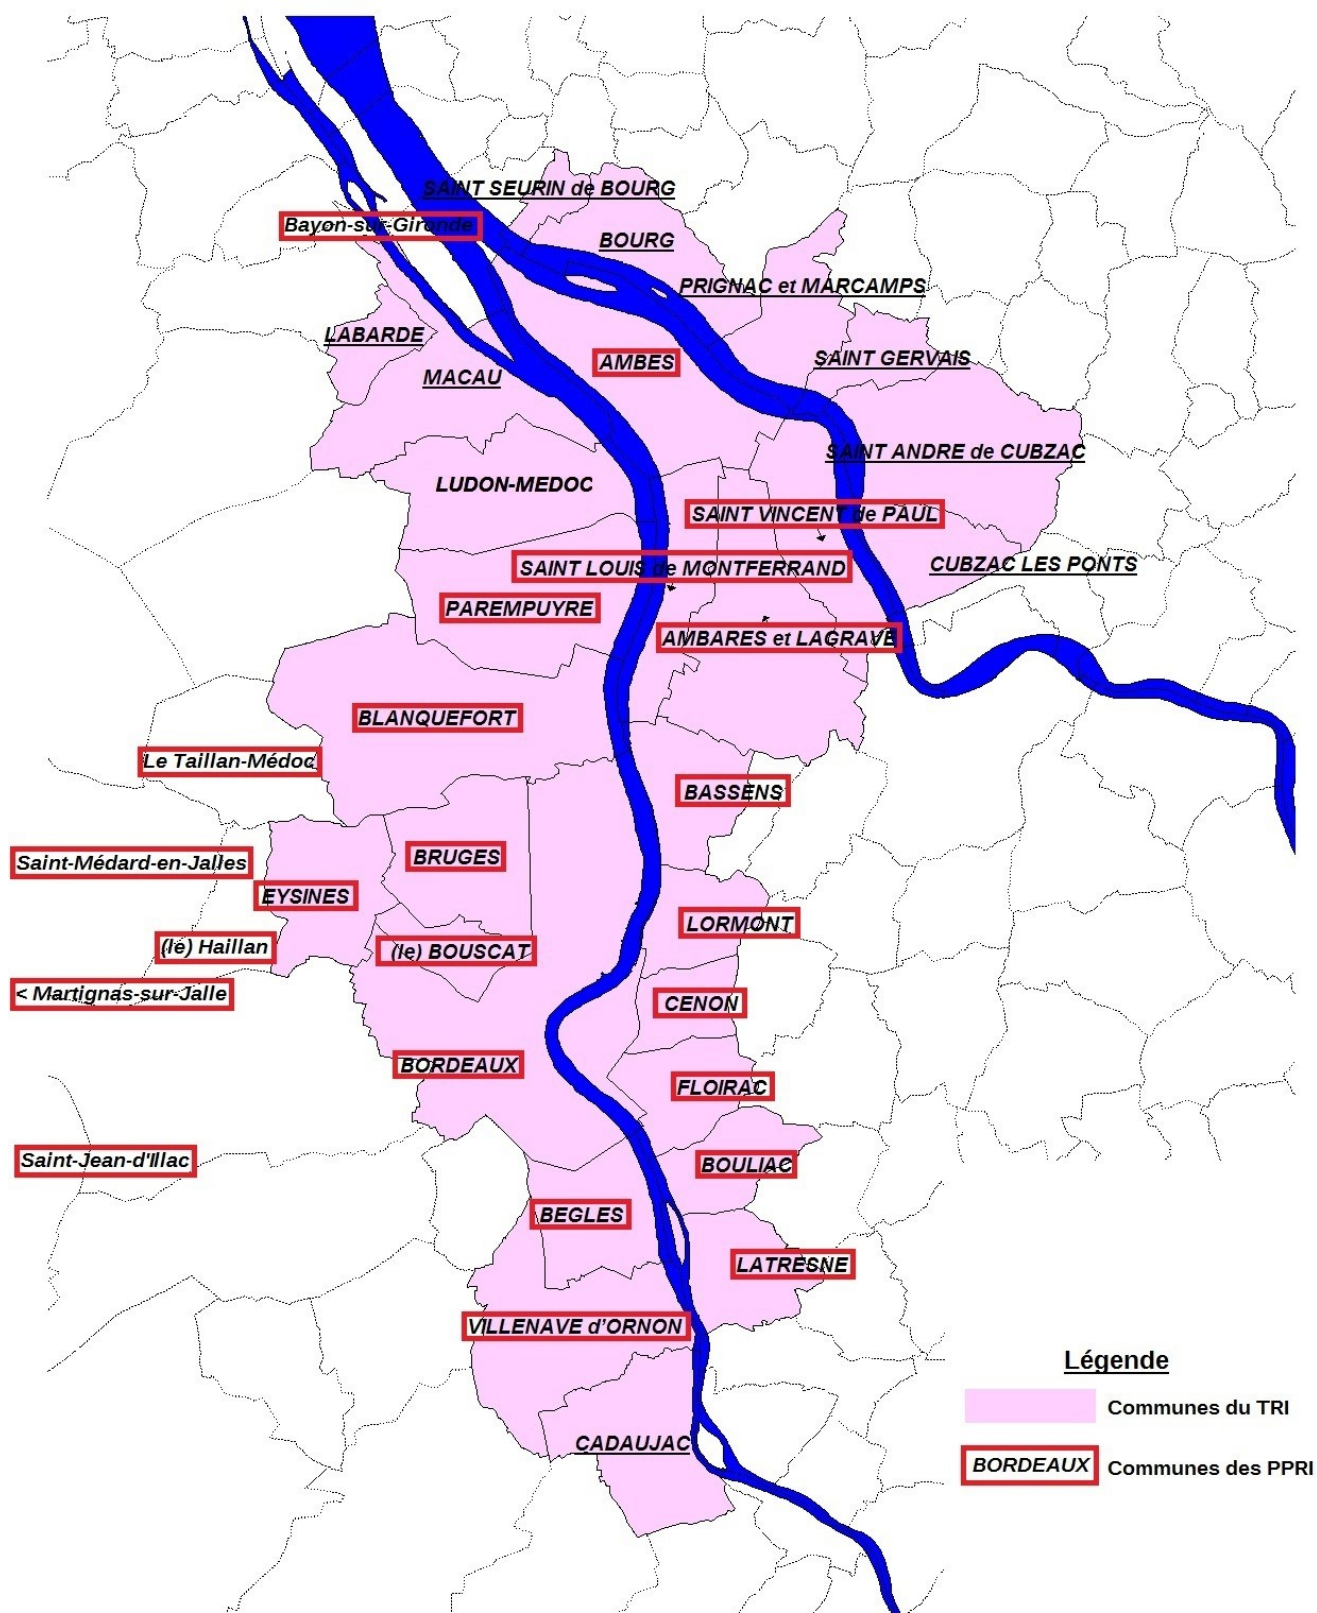 SAINT SEURIN de BOURG
Bayon-sur-Gironde
BOURG
PRIGNAC et MARCAMPS
LABARDE
SAINT GERVAIS
AMBES
MACAU
SAINT ANDRE de CUBZAC
LUDON-MEDOC
SAINT VINCENT de PAUL
CUBZAC LES PONTS
SAINT LOUIS de MONTFERRAND
PAREMPUYRE
AMBARES et LAGRAVE
BLANQUEFORT
Le Taillan-Médoc
BASSENS
BRUGES
Saint-Médard-en-Jalles
EYSINES
LORMONT
(le) Haillan
(le) BOUSCAT
< Martignas-sur-Jalle
CENON
BORDEAUX
FLOIRAC
Saint-Jean-d'Illac
BOULIAC
BEGLES
LATRESNE
VILLENAVE d'ORNON
CADAUJAC
Légende
Communes du TRI
BORDEAUX Communes des PPRI